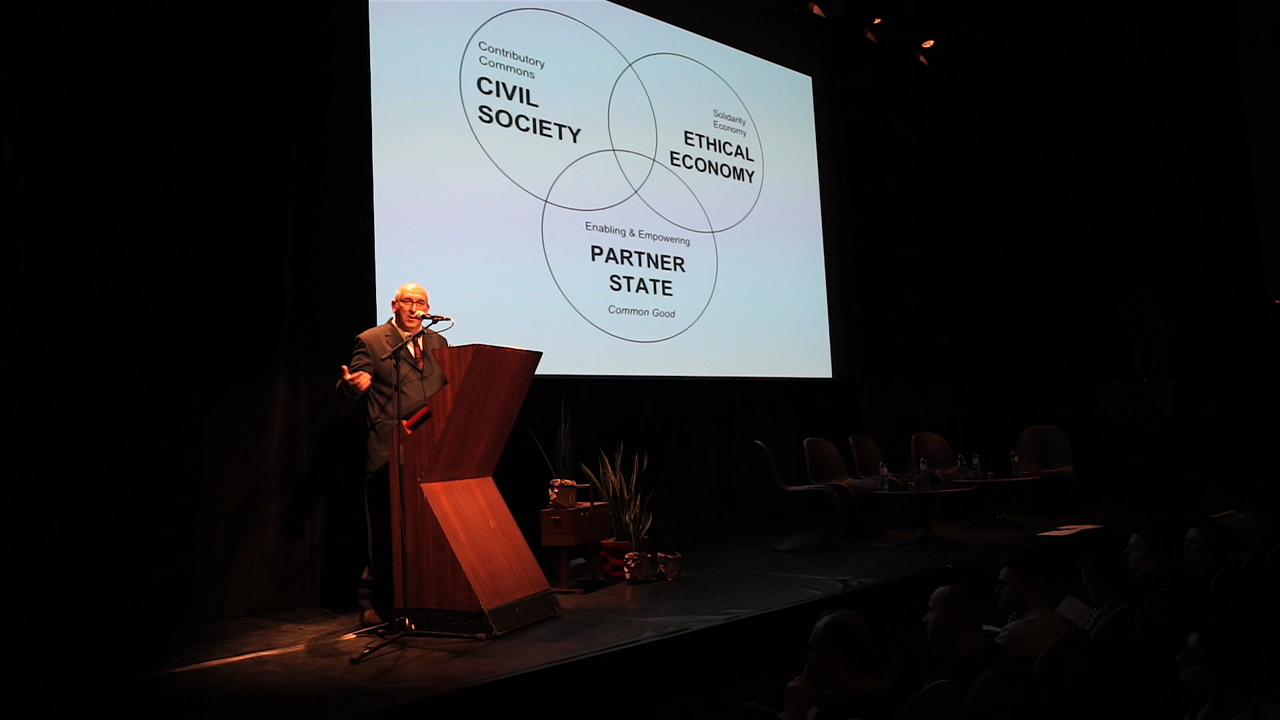 Contributory
Commons
CIVIL
SOCIETY
Solidarity
Economy
ETHICAL
ECONOMY
Enabling & Empowering
PARTNER
STATE
Common Good